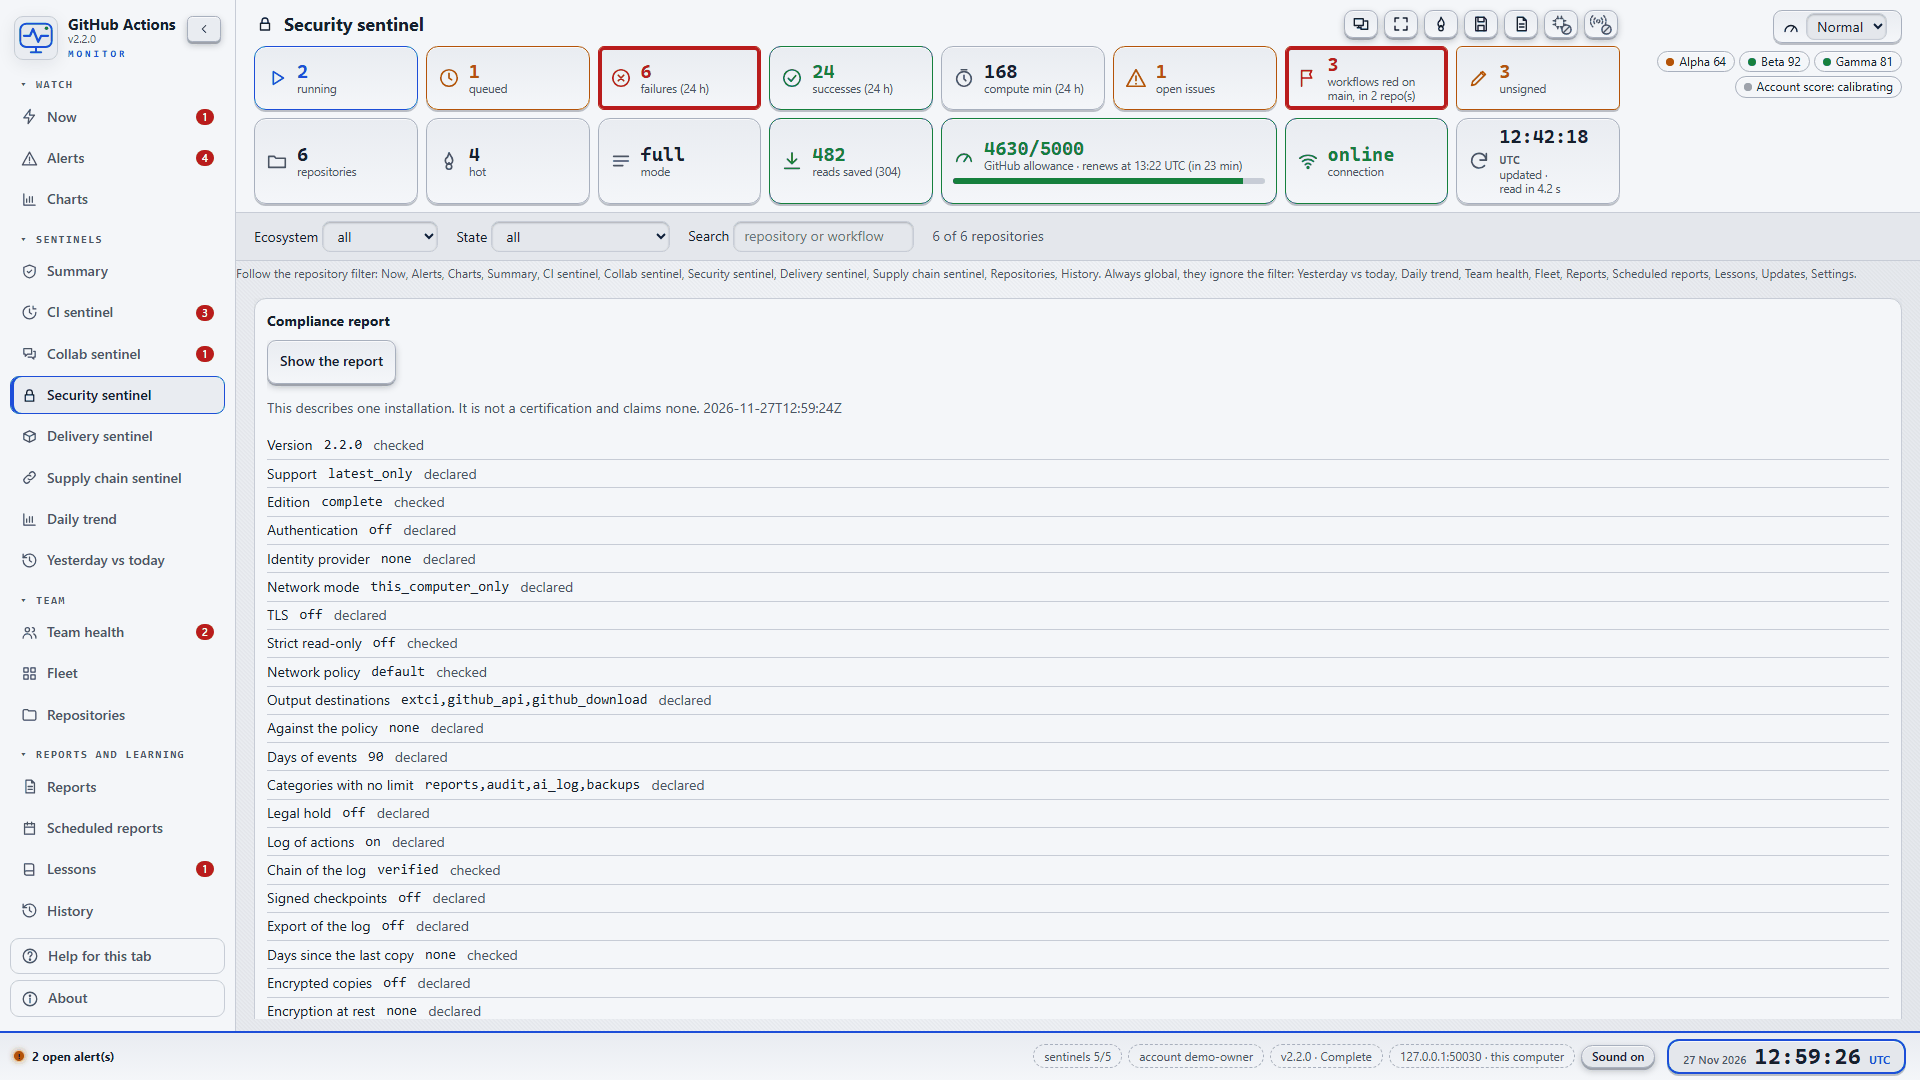 GitHub Actions
v2.2.0
MONITOR
WATCH
Now 1
Alerts 4
Charts
SENTINELS
Summary
CI sentinel 3
Collab sentinel 1
Security sentinel
Delivery sentinel
Supply chain sentinel
Daily trend
Yesterday vs today
TEAM
Team health 2
Fleet
Repositories
REPORTS AND LEARNING
Reports
Scheduled reports
Lessons 1
History
Help for this tab
About
Security sentinel
Normal
2
running
1
queued
6
failures (24 h)
24
successes (24 h)
168
compute min (24 h)
1
open issues
3
workflows red on
main, in 2 repo(s)
3
unsigned
Alpha 64
Beta 92
Gamma 81
Account score: calibrating
6
repositories
4
hot
full
mode
482
reads saved (304)
4630/5000
GitHub allowance · renews at 13:22 UTC (in 23 min)
online
connection
12:42:18
UTC
updated ·
read in 4.2 s
Ecosystem all State all Search repository or workflow 6 of 6 repositories
Follow the repository filter: Now, Alerts, Charts, Summary, CI sentinel, Collab sentinel, Security sentinel, Delivery sentinel, Supply chain sentinel, Repositories, History. Always global, they ignore the filter: Yesterday vs today, Daily trend, Team health, Fleet, Reports, Scheduled reports, Lessons, Updates, Settings.
Compliance report
Show the report
This describes one installation. It is not a certification and claims none. 2026-11-27T12:59:24Z
Version 2.2.0 checked
Support latest_only declared
Edition complete checked
Authentication off declared
Identity provider none declared
Network mode this_computer_only declared
TLS off declared
Strict read-only off checked
Network policy default checked
Output destinations extci,github_api,github_download declared
Against the policy none declared
Days of events 90 declared
Categories with no limit reports,audit,ai_log,backups declared
Legal hold off declared
Log of actions on declared
Chain of the log verified checked
Signed checkpoints off declared
Export of the log off declared
Days since the last copy none checked
Encrypted copies off declared
Encryption at rest none declared
2 open alert(s)
sentinels 5/5
account demo-owner
v2.2.0 · Complete
127.0.0.1:50030 · this computer
Sound on
27 Nov 2026 12:59:26 UTC